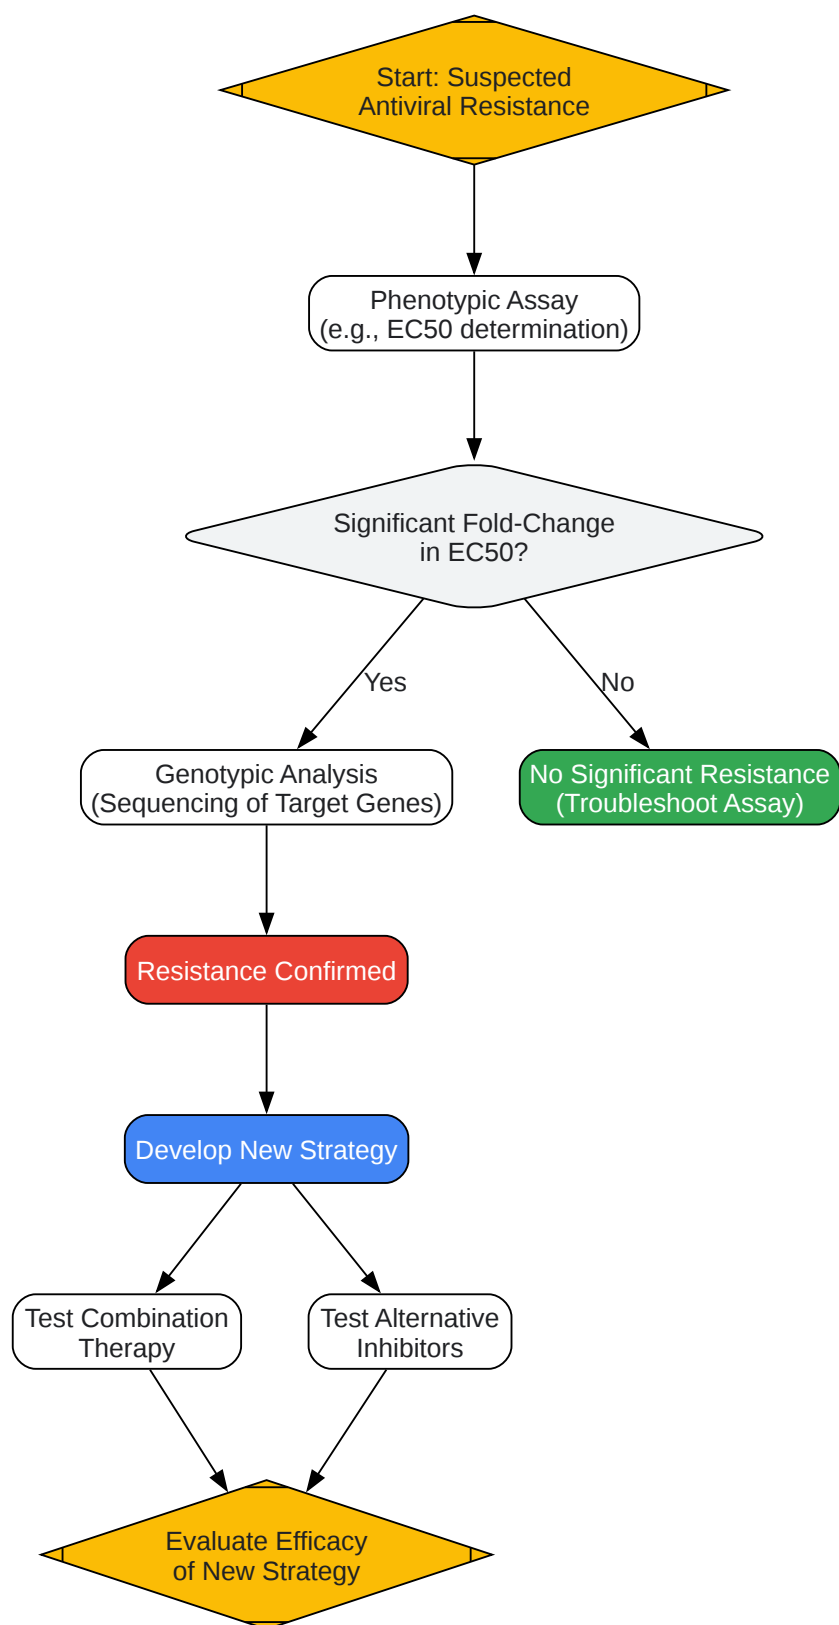 Start: Suspected
Antiviral Resistance
Phenotypic Assay
(e.g., EC50 determination)
Significant Fold-Change
in EC50?
Yes
No
Genotypic Analysis
(Sequencing of Target Genes)
No Significant Resistance
(Troubleshoot Assay)
Resistance Confirmed
Develop New Strategy
Test Combination
Therapy
Test Alternative
Inhibitors
Evaluate Efficacy
of New Strategy